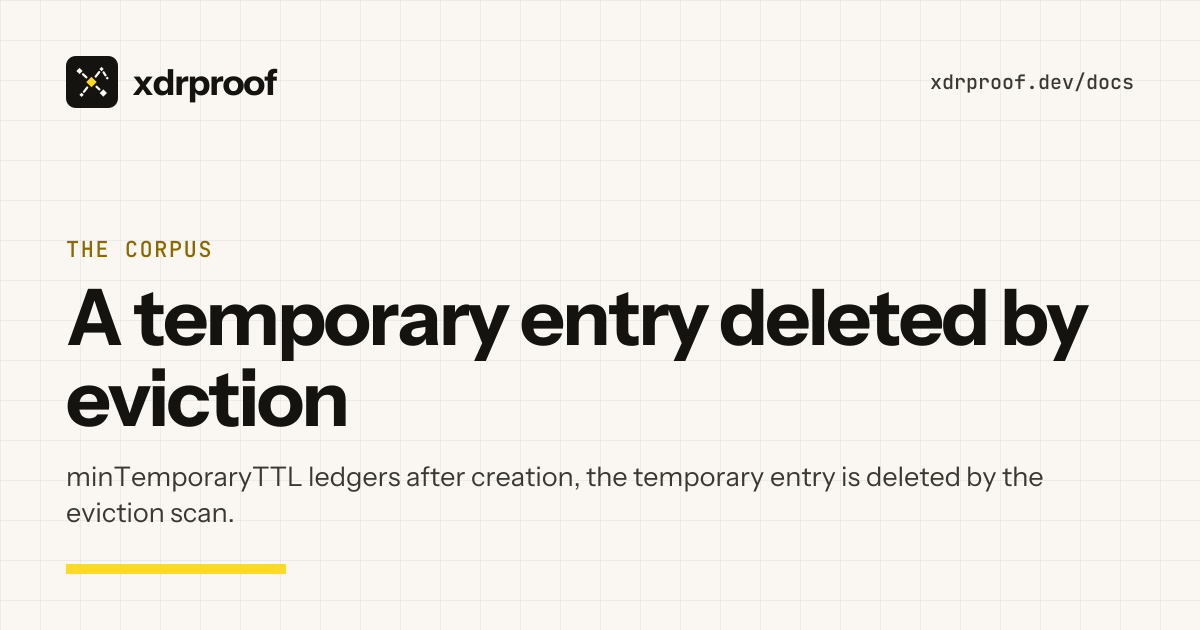 xdrproof
xdrproof.dev/docs
THE CORPUS
A temporary entry deleted by
eviction
minTemporaryTTL ledgers after creation, the temporary entry is deleted by the
eviction scan.